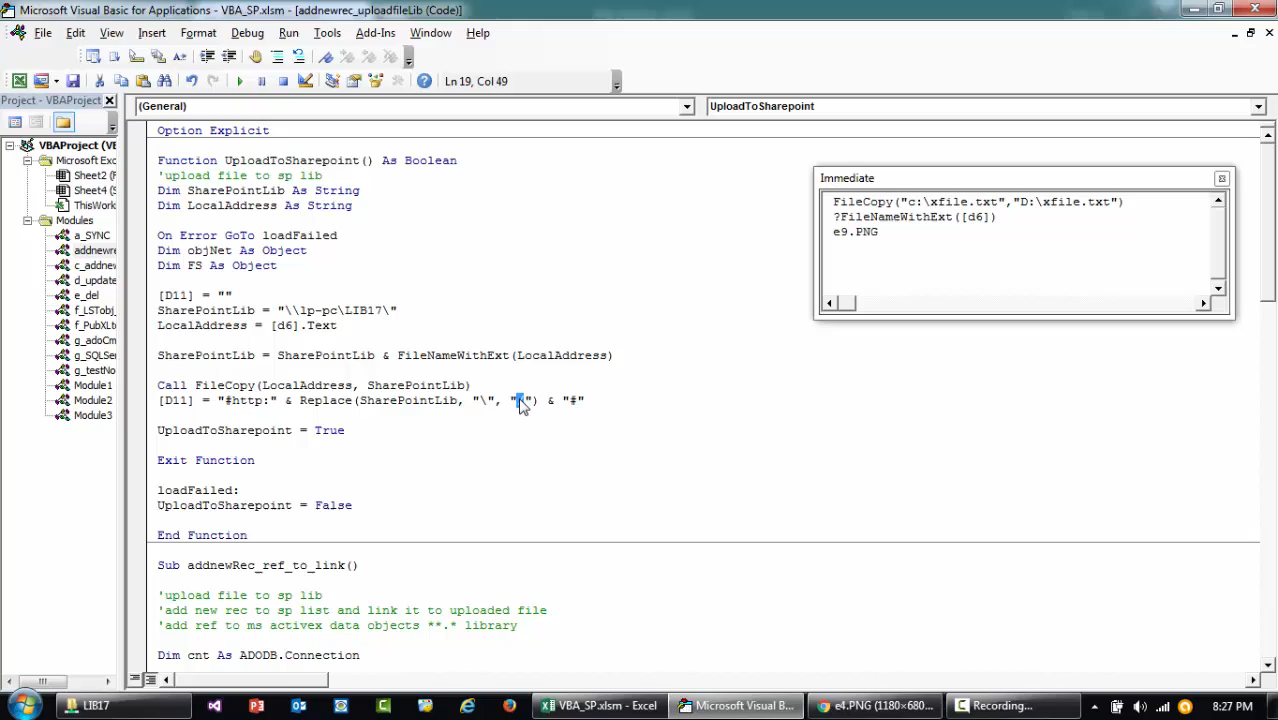 Microsoft Visual Basic for Applications - VBA_SP.xlsm - [addnewrec_uploadfileLib (Code)]
File Edit View Insert Format Debug Run Tools Add-Ins Window Help
Ln 19, Col 49
Project - VBAProject
(General)
UploadToSharepoint
VBAProject (VB
Microsoft Exc
Sheet2 (
Sheet4 (S
ThisWork
Modules
a_SYNC
addnewre
c_addnew
d_update
e_del
f_LSTobj_
f_PubXLto
g_adoCm
g_SQLSer
g_testNo
Module1
Module2
Module3
Option Explicit
Function UploadToSharepoint() As Boolean
'upload file to sp lib
Dim SharePointLib As String
Dim LocalAddress As String
On Error GoTo loadFailed
Dim objNet As Object
Dim FS As Object
[D11] = ""
SharePointLib = "\\lp-pc\LIB17\"
LocalAddress = [d6].Text
SharePointLib = SharePointLib & FileNameWithExt(LocalAddress)
Call FileCopy(LocalAddress, SharePointLib)
[D11] = "#http:" & Replace(SharePointLib, "\", " ") & "#"
UploadToSharepoint = True
Exit Function
loadFailed:
UploadToSharepoint = False
End Function
Sub addnewRec_ref_to_link()
'upload file to sp lib
'add new rec to sp list and link it to uploaded file
'add ref to ms activex data objects **.* library
Dim cnt As ADODB.Connection
Immediate
FileCopy("c:\xfile.txt","D:\xfile.txt")
?FileNameWithExt([d6])
e9.PNG
LIB17
VBA_SP.xlsm - Excel
Microsoft Visual B...
e4.PNG (1180×680...
Recording...
8:27 PM